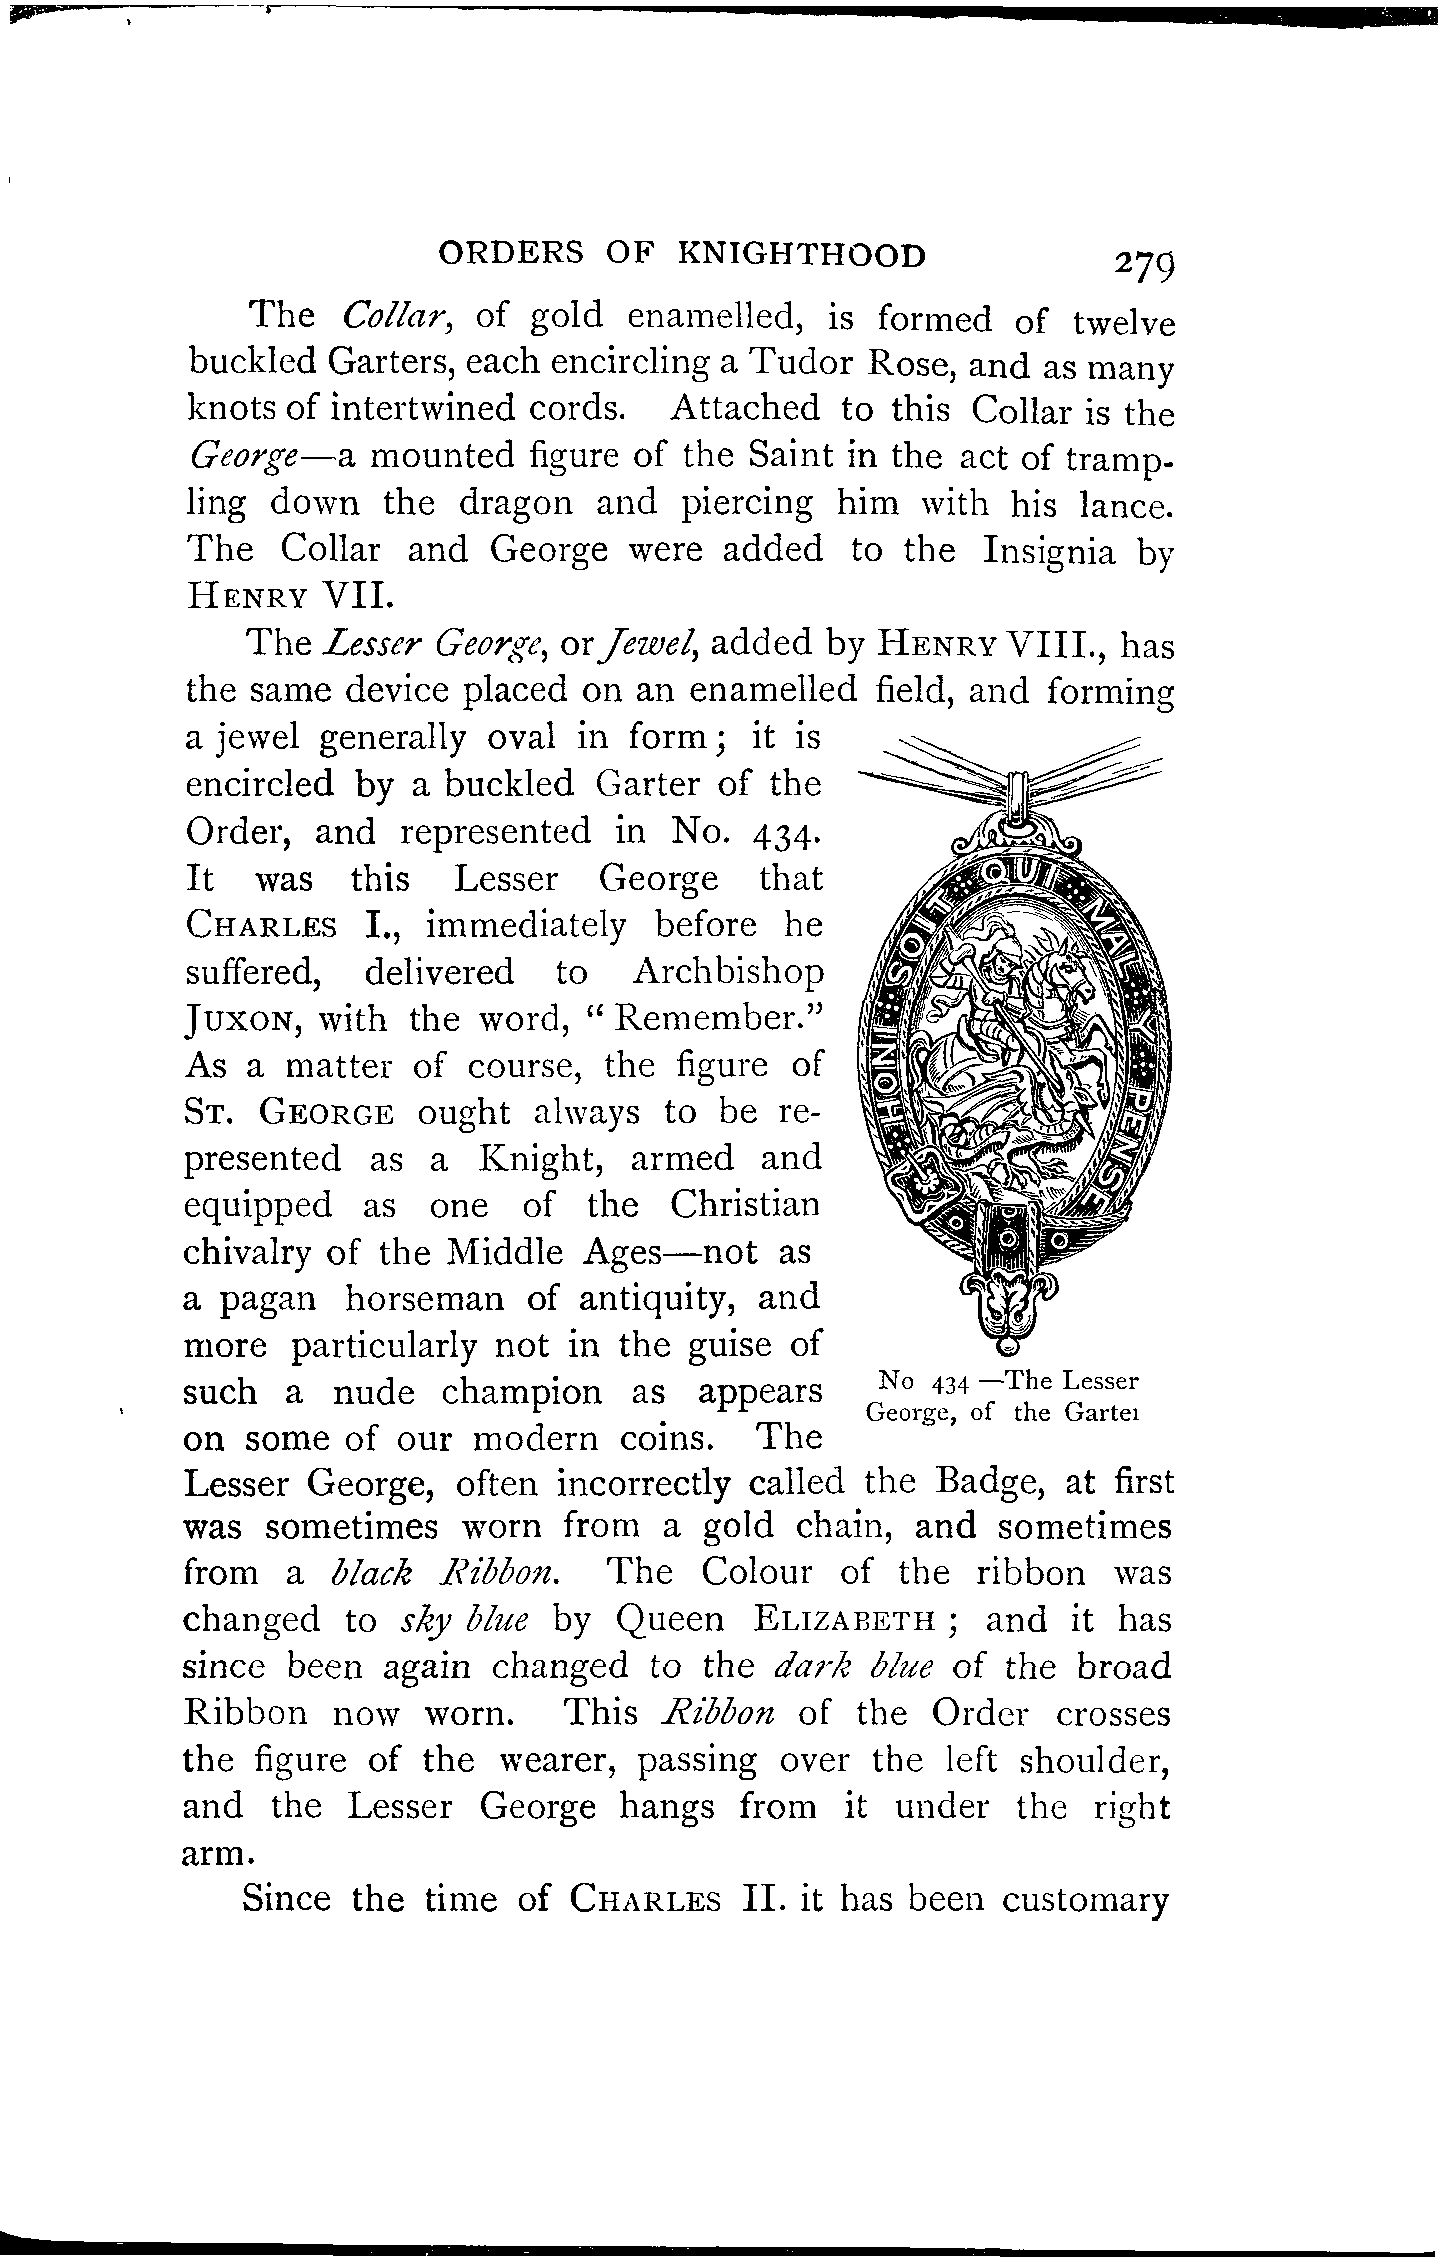 ORDERS OF KNIGHTHOOD 279
The Collar, of gold enamelled, is formed of twelve
buckled Garters, each encircling a Tudor Rose, and as many
knots of intertwined cords. Attached to this Collar is the
George—a mounted figure of the Saint in the act of tramp-
ling down the dragon and piercing him with his lance.
The Collar and George were added to the Insignia by
HENRY VII.
The Lesser George, or Jewel, added by HENRY VIII., has
the same device placed on an enamelled field, and forming
a jewel generally oval in form; it is
encircled by a buckled Garter of the
Order, and represented in No. 434.
It was this Lesser George that
CHARLES I., immediately before he
suffered, delivered to Archbishop
JUXON, with the word, “Remember.”
As a matter of course, the figure of
ST. GEORGE ought always to be re-
presented as a Knight, armed and
equipped as one of the Christian
chivalry of the Middle Ages—not as
a pagan horseman of antiquity, and
more particularly not in the guise of
such a nude champion as appears
on some of our modern coins. The
HONI SOIT QUI MAL Y PENSE
No 434 —The Lesser
George, of the Garter
Lesser George, often incorrectly called the Badge, at first
was sometimes worn from a gold chain, and sometimes
from a black Ribbon. The Colour of the ribbon was
changed to sky blue by Queen ELIZABETH; and it has
since been again changed to the dark blue of the broad
Ribbon now worn. This Ribbon of the Order crosses
the figure of the wearer, passing over the left shoulder,
and the Lesser George hangs from it under the right
arm.
Since the time of CHARLES II. it has been customary